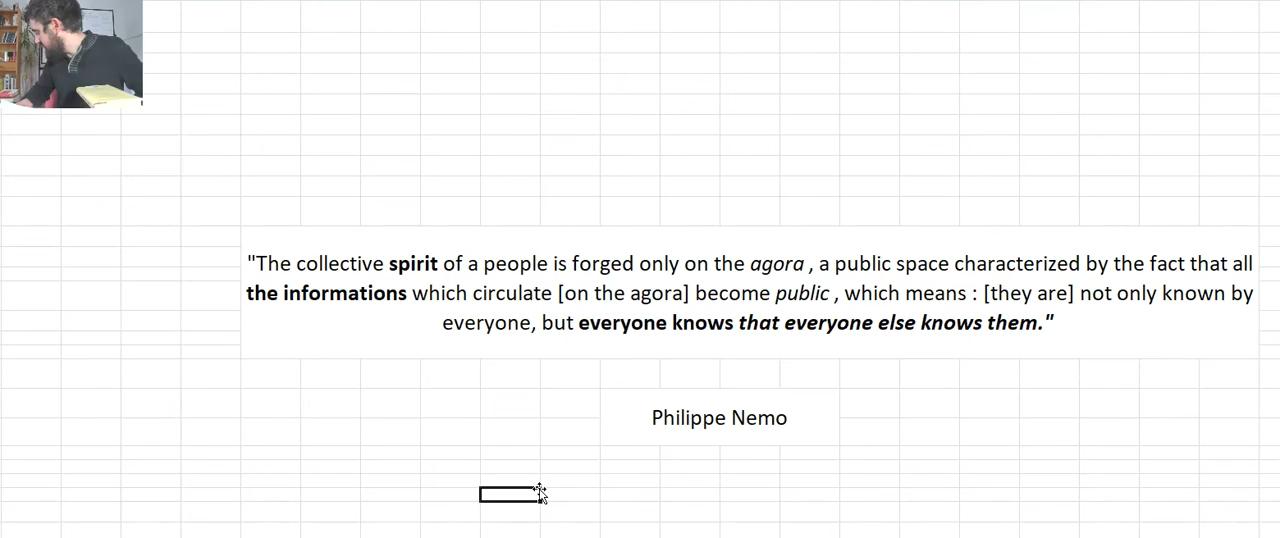 "The collective spirit of a people is forged only on the agora , a public space characterized by the fact that all
the informations which circulate [on the agora] become public , which means : [they are] not only known by
everyone, but everyone knows that everyone else knows them."
Philippe Nemo